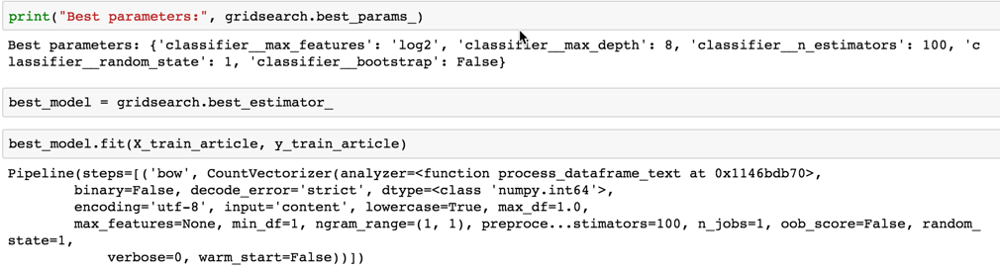 print("Best parameters:", gridsearch.best_params_)
Best parameters: {'classifier__max_features': 'log2', 'classifier__max_depth': 8, 'classifier__n_estimators': 100, 'c
lassifier__random_state': 1, 'classifier__bootstrap': False}
best_model = gridsearch.best_estimator_
best_model.fit(X_train_article, y_train_article)
Pipeline(steps=[('bow', CountVectorizer(analyzer=<function process_dataframe_text at 0x1146bdb70>,
        binary=False, decode_error='strict', dtype=<class 'numpy.int64'>,
        encoding='utf-8', input='content', lowercase=True, max_df=1.0,
        max_features=None, min_df=1, ngram_range=(1, 1), preproce...stimators=100, n_jobs=1, oob_score=False, random_
state=1,
            verbose=0, warm_start=False))])